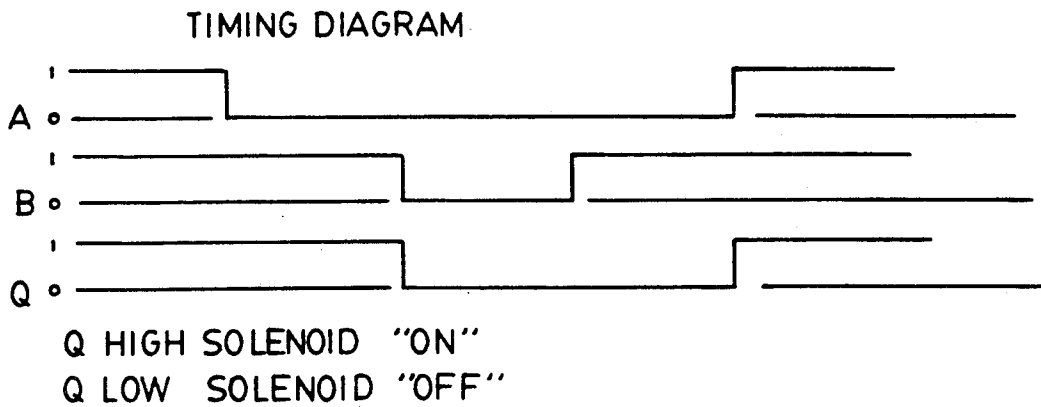 TIMING DIAGRAM
1
A 0
1
B 0
1
Q 0
Q HIGH SOLENOID "ON"
Q LOW SOLENOID "OFF"